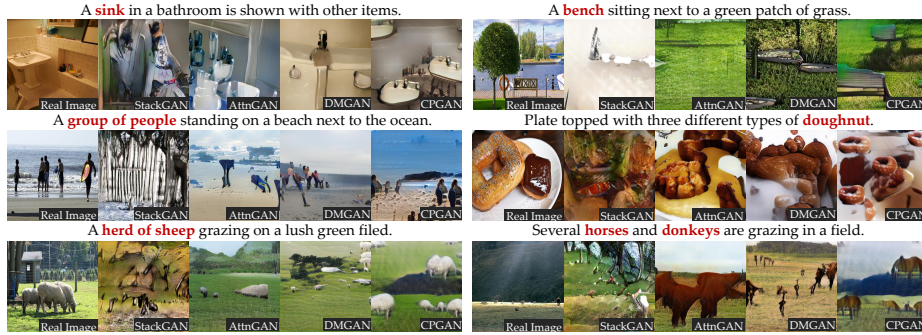 A sink in a bathroom is shown with other items.
Real Image StackGAN AttnGAN DMGAN CPGAN
A bench sitting next to a green patch of grass.
Real Image StackGAN AttnGAN DMGAN CPGAN
A group of people standing on a beach next to the ocean.
Real Image StackGAN AttnGAN DMGAN CPGAN
Plate topped with three different types of doughnut.
Real Image StackGAN AttnGAN DMGAN CPGAN
A herd of sheep grazing on a lush green filed.
Real Image StackGAN AttnGAN DMGAN CPGAN
Several horses and donkeys are grazing in a field.
Real Image StackGAN AttnGAN DMGAN CPGAN